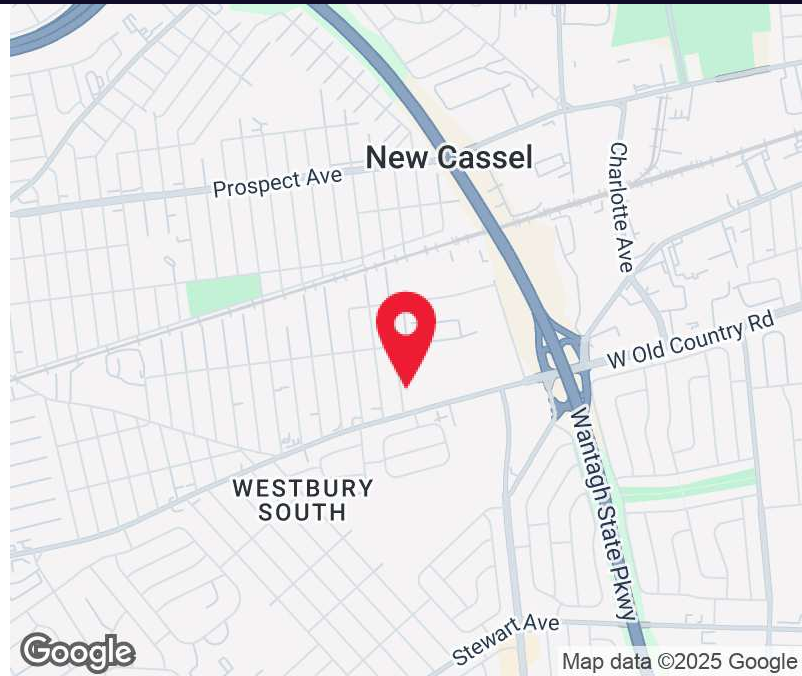 New Cassel
Prospect Ave
Charlotte Ave
W Old Country Rd
WESTBURY
SOUTH
Wantagh State Pkwy
Stewart Ave
Google
Map data ©2025 Google